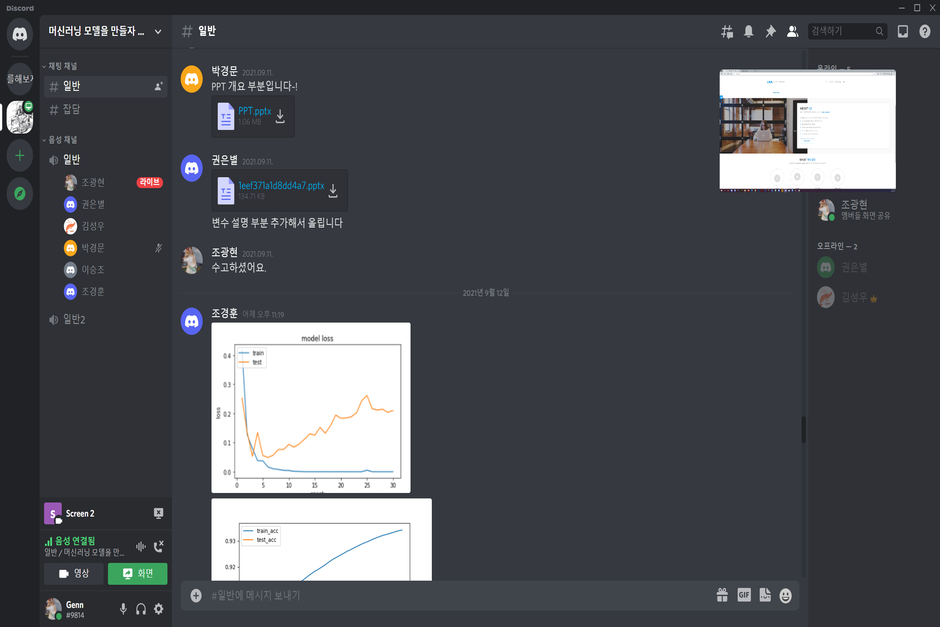 Discord
머신러닝 모델을 만들자 ...
# 일반
검색하기
채팅 채널
일반
잡담
음성 채널
일반
조광현
라이브
권은별
김성우
박경문
이승조
조경훈
일반2
박경문 2021.09.11.
PPT 개요 부분입니다-!
PPT.pptx
1.06 MB
권은별 2021.09.11.
1eef371a1d8dd4a7.pptx
134.71 KB
변수 설명 부분 추가해서 올립니다
조광현 2021.09.11.
수고하셨어요.
2021년 9월 12일
조경훈 어제 오후 11:19
model loss
train
test
0.4
0.3
0.2
0.1
0.0
loss
0 5 10 15 20 25 30
train_acc
test_acc
0.93
0.92
조광현
멤버들 화면 공유
오프라인 — 2
권은별
김성우
S
Screen 2
음성 연결됨
일반 / 머신러닝 모델을 만...
영상
화면
Genn
#9814
#일반에 메시지 보내기
GIF